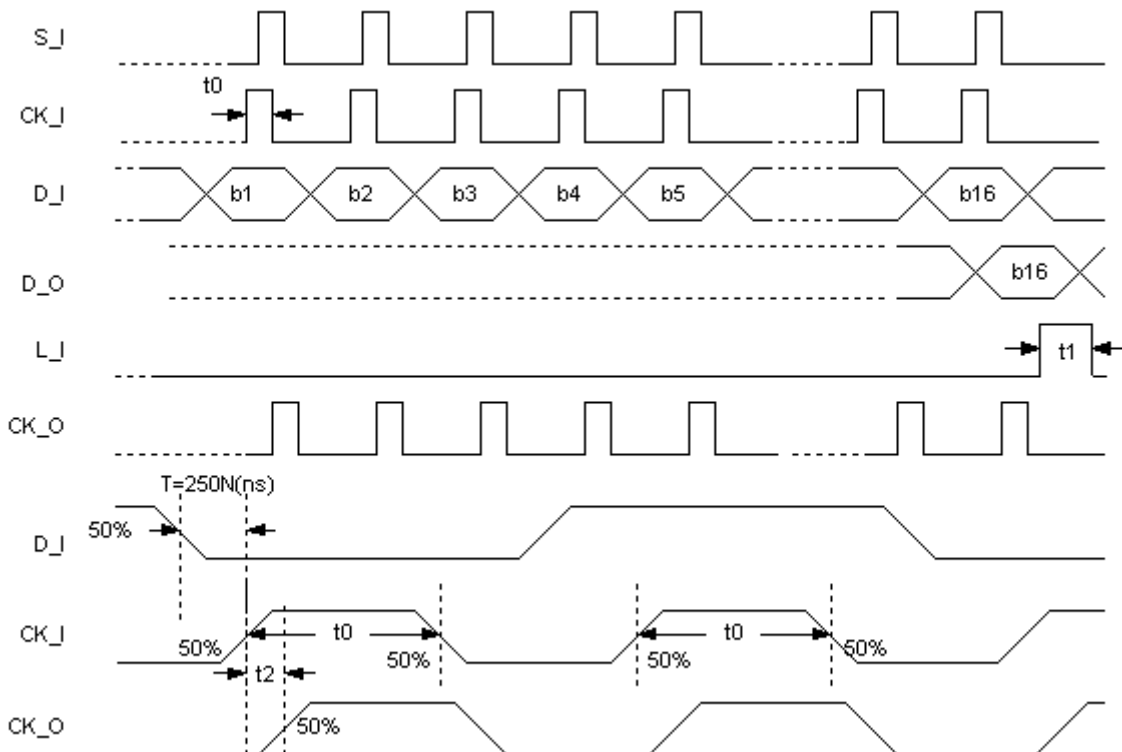 S_I
t0
CK_I
D_I b1 b2 b3 b4 b5 b16
D_O b16
L_I t1
CK_O
T=250N(ns)
50%
D_I
CK_I 50% t0 50% 50% t0 50%
t2
CK_O 50%